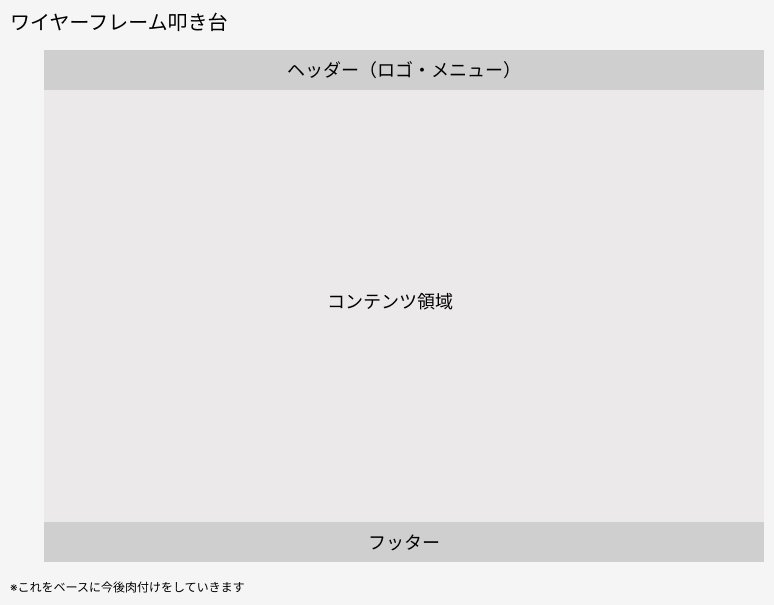 ワイヤーフレーム叩き台
ヘッダー（ロゴ・メニュー）
コンテンツ領域
フッター
※これをベースに今後肉付けをしていきます